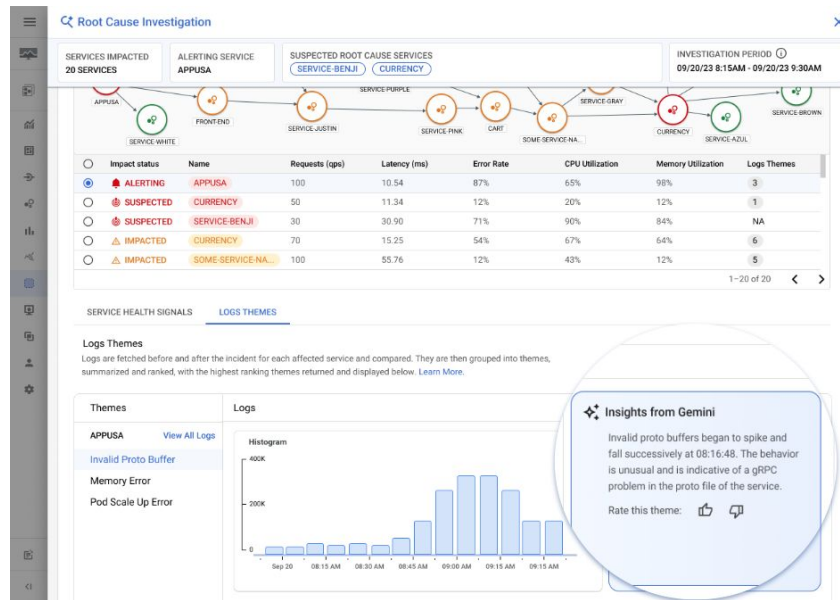 Root Cause Investigation
SERVICES IMPACTED
20 SERVICES
ALERTING SERVICE
APPUSA
SUSPECTED ROOT CAUSE SERVICES
SERVICE-BENJI
CURRENCY
INVESTIGATION PERIOD
09/20/23 8:15AM - 09/20/23 9:30AM
APPUSA
SERVICE-WHITE
FRONT-END
SERVICE-PURPLE
SERVICE-JUSTIN
SERVICE-PINK
CART
SOME-SERVICE-NA...
SERVICE-GRAY
CURRENCY
SERVICE-AZUL
SERVICE-BROWN
Impact status Name Requests (qps) Latency (ms) Error Rate CPU Utilization Memory Utilization Logs Themes
ALERTING APPUSA 100 10.54 87% 65% 98% 3
SUSPECTED CURRENCY 50 11.34 12% 20% 12% 1
SUSPECTED SERVICE-BENJI 30 30.90 71% 90% 84% NA
IMPACTED CURRENCY 70 15.25 54% 67% 64% 6
IMPACTED SOME-SERVICE-NA... 100 55.76 12% 43% 12% 5
1-20 of 20
SERVICE HEALTH SIGNALS
LOGS THEMES
Logs Themes
Logs are fetched before and after the incident for each affected service and compared. They are then grouped into themes,
summarized and ranked, with the highest ranking themes returned and displayed below. Learn More.
Themes
APPUSA View All Logs
Invalid Proto Buffer
Memory Error
Pod Scale Up Error
Logs
Histogram
400K
200K
0
Sep 20 08:15 AM 08:30 AM 08:45 AM 09:00 AM 09:15 AM 09:15 AM
Insights from Gemini
Invalid proto buffers began to spike and
fall successively at 08:16:48. The behavior
is unusual and is indicative of a gRPC
problem in the proto file of the service.
Rate this theme: